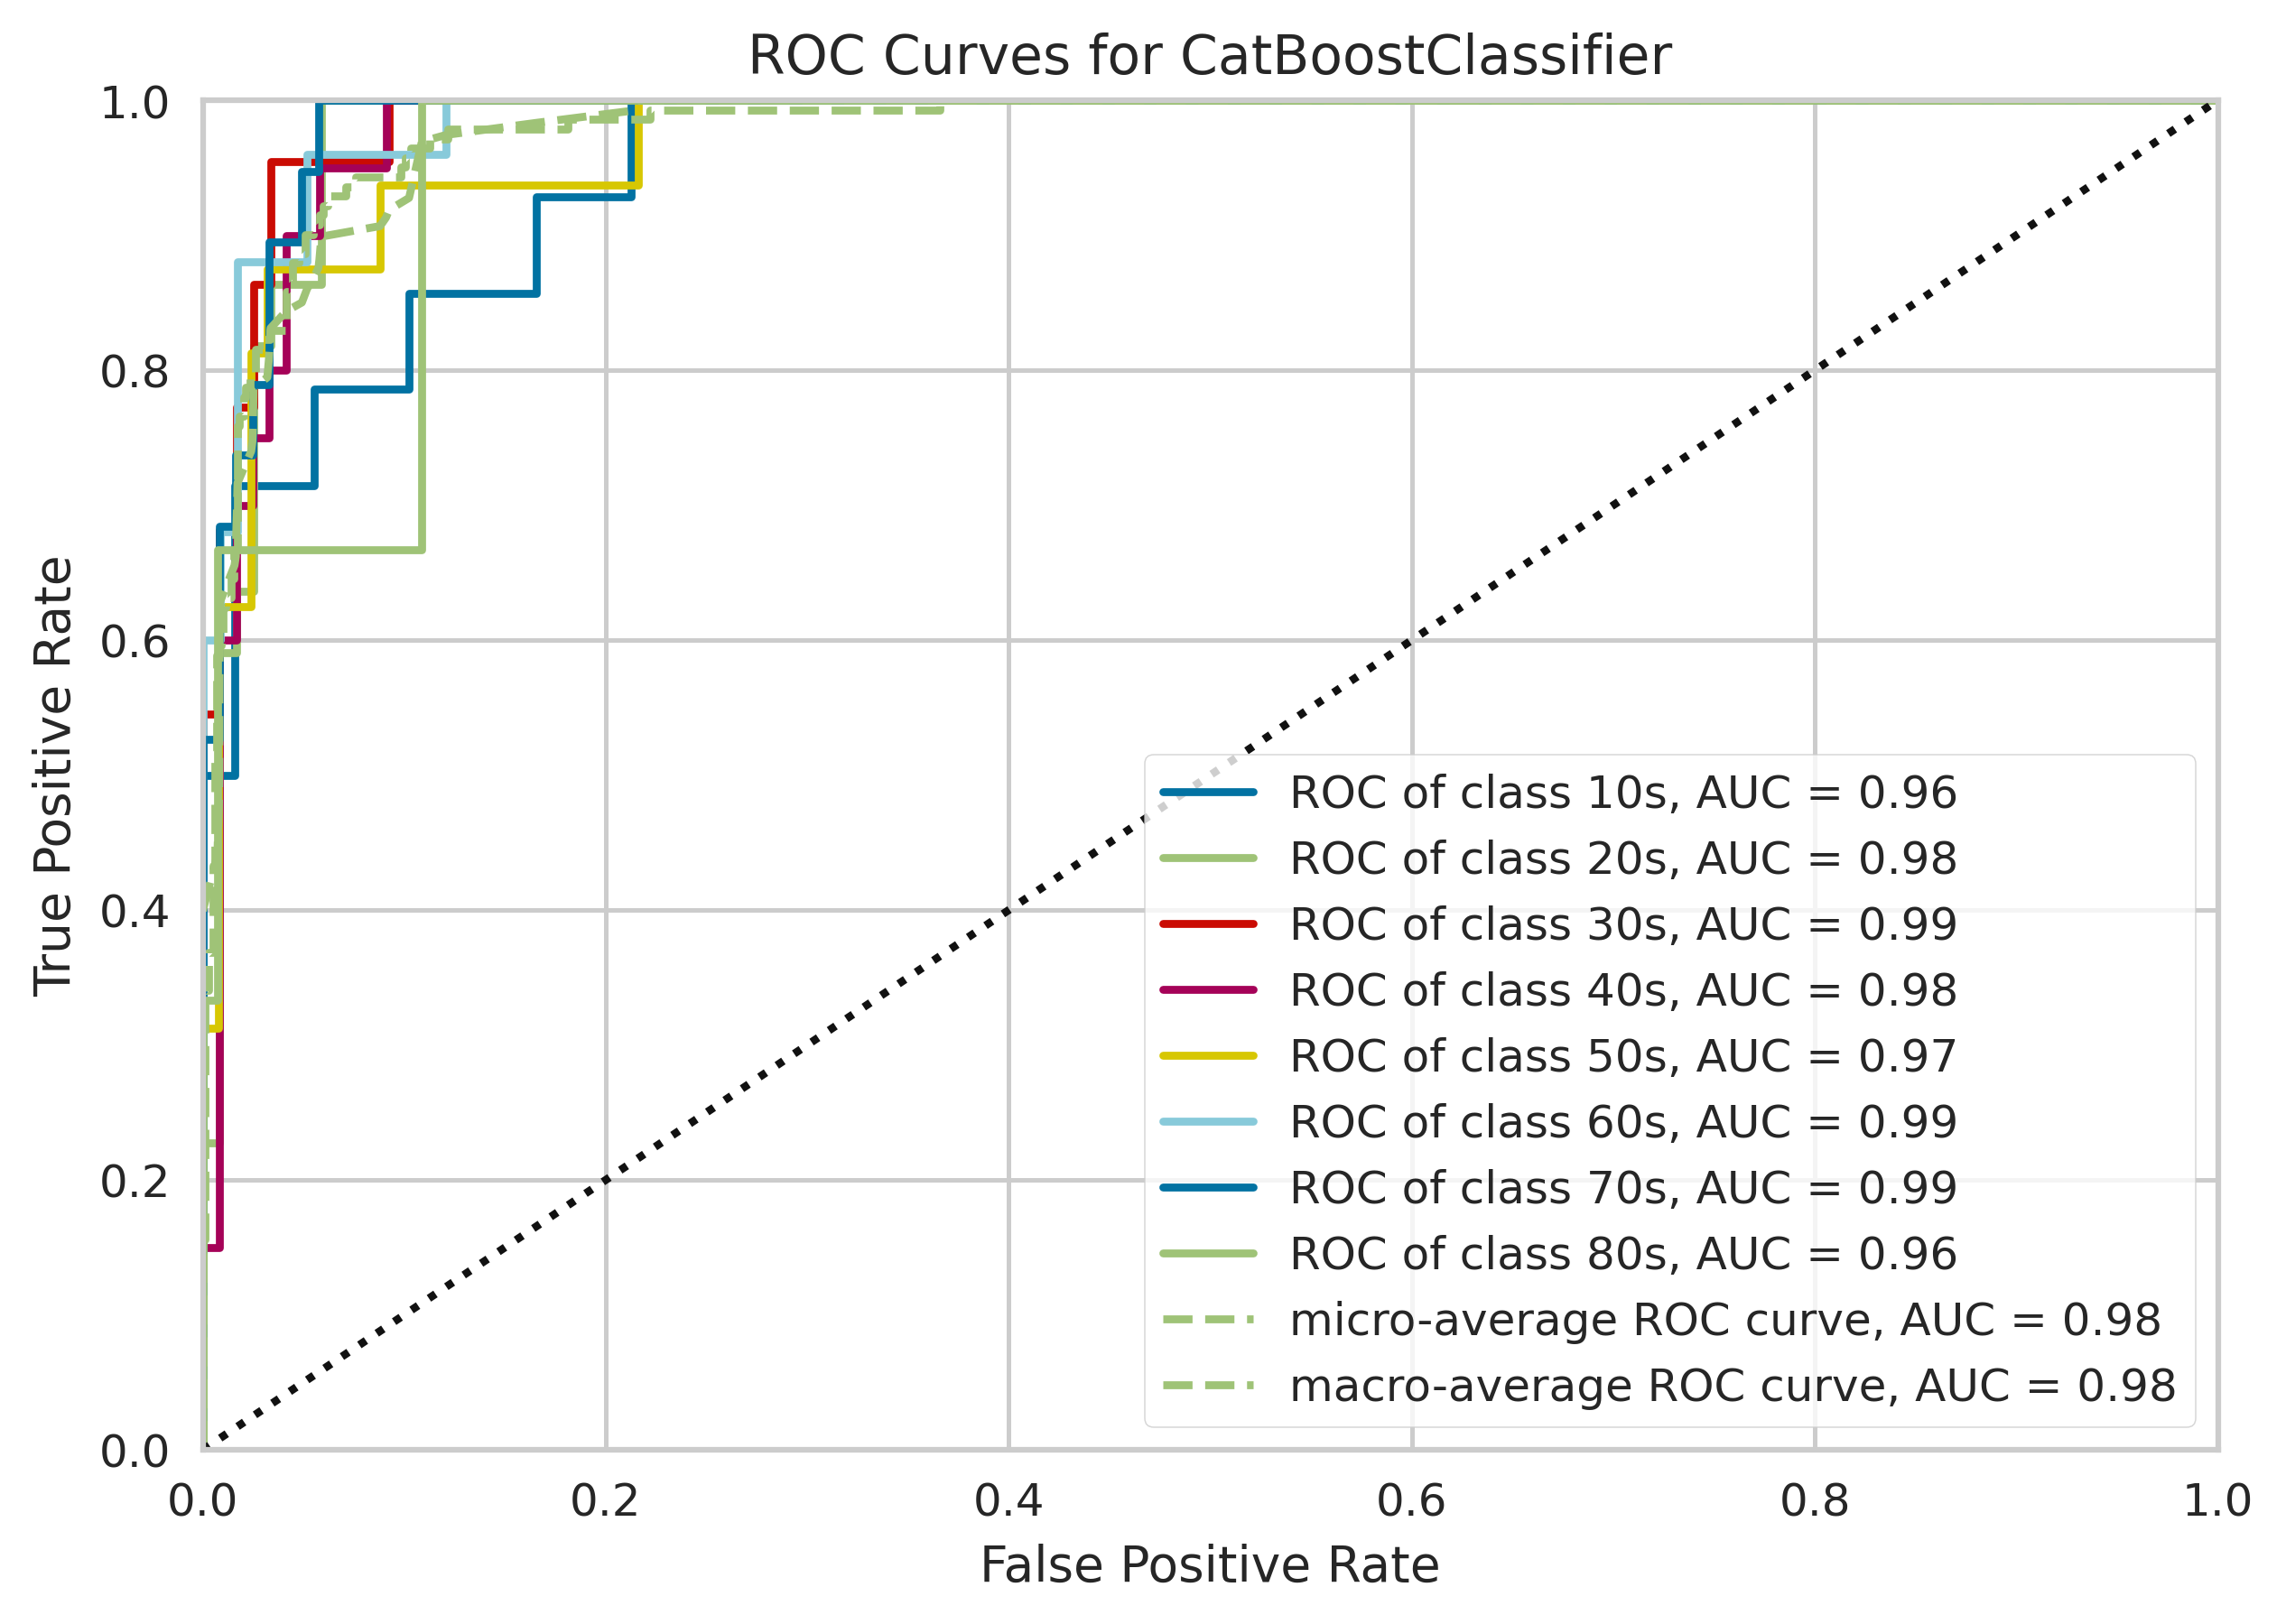 ROC Curves for CatBoostClassifier
1.0
0.8
0.6
0.4
0.2
0.0
True Positive Rate
ROC of class 10s, AUC = 0.96
ROC of class 20s, AUC = 0.98
ROC of class 30s, AUC = 0.99
ROC of class 40s, AUC = 0.98
ROC of class 50s, AUC = 0.97
ROC of class 60s, AUC = 0.99
ROC of class 70s, AUC = 0.99
ROC of class 80s, AUC = 0.96
micro-average ROC curve, AUC = 0.98
macro-average ROC curve, AUC = 0.98
0.0 0.2 0.4 0.6 0.8 1.0
False Positive Rate